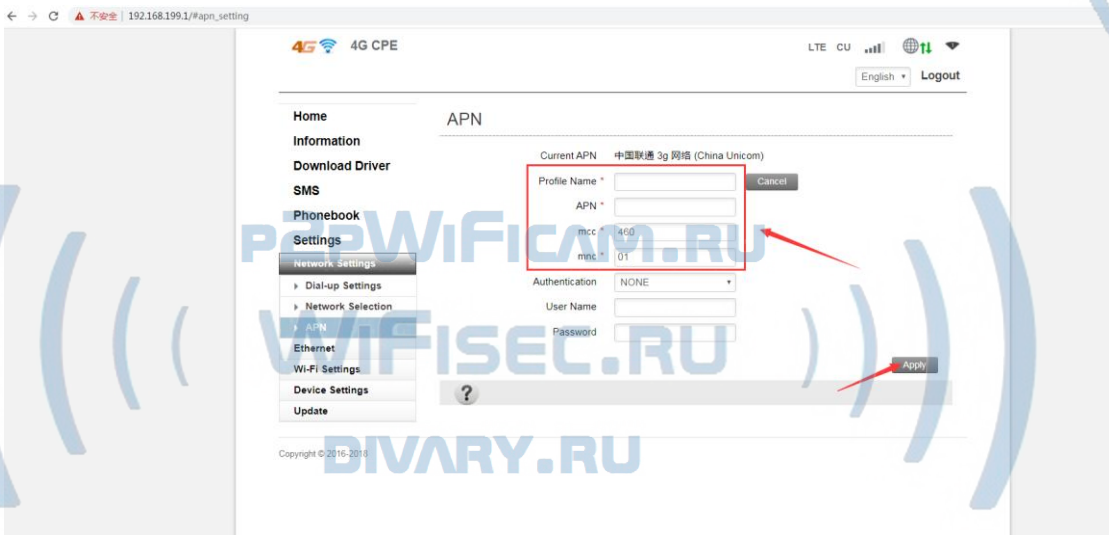 不安全 | 192.168.199.1/#apn_setting
4G 4G CPE
LTE CU
English Logout
Home
Information
Download Driver
SMS
Phonebook
Settings
Network Settings
Dial-up Settings
Network Selection
APN
Ethernet
Wi-Fi Settings
Device Settings
Update
APN
Current APN 中国联通 3g 网络 (China Unicom)
Profile Name * Cancel
APN *
mcc * 460
mnc * 01
Authentication NONE
User Name
Password
Apply
?
Copyright © 2016-2018
P2PWIFICAM.RU
WIFISEC.RU
DIVARY.RU